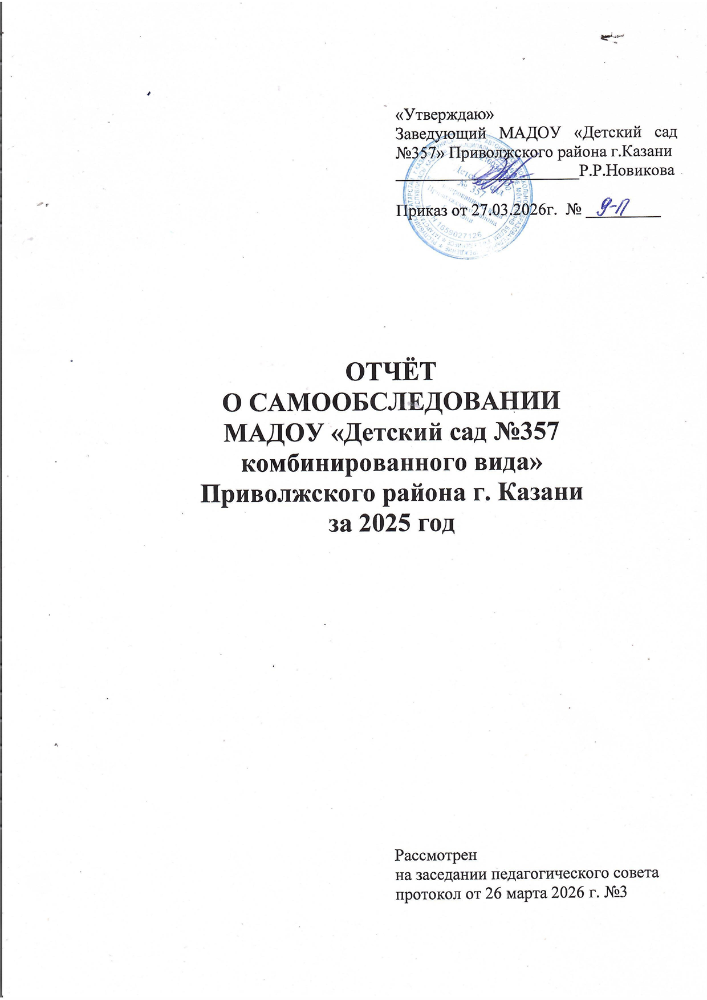 «Утверждаю»
Заведующий МАДОУ «Детский сад
№357» Приволжского района г.Казани
_______________________Р.Р.Новикова
Приказ от 27.03.2026г. № 9-П
ОТЧЁТ
О САМООБСЛЕДОВАНИИ
МАДОУ «Детский сад №357
комбинированного вида»
Приволжского района г. Казани
за 2025 год
Рассмотрен
на заседании педагогического совета
протокол от 26 марта 2026 г. №3